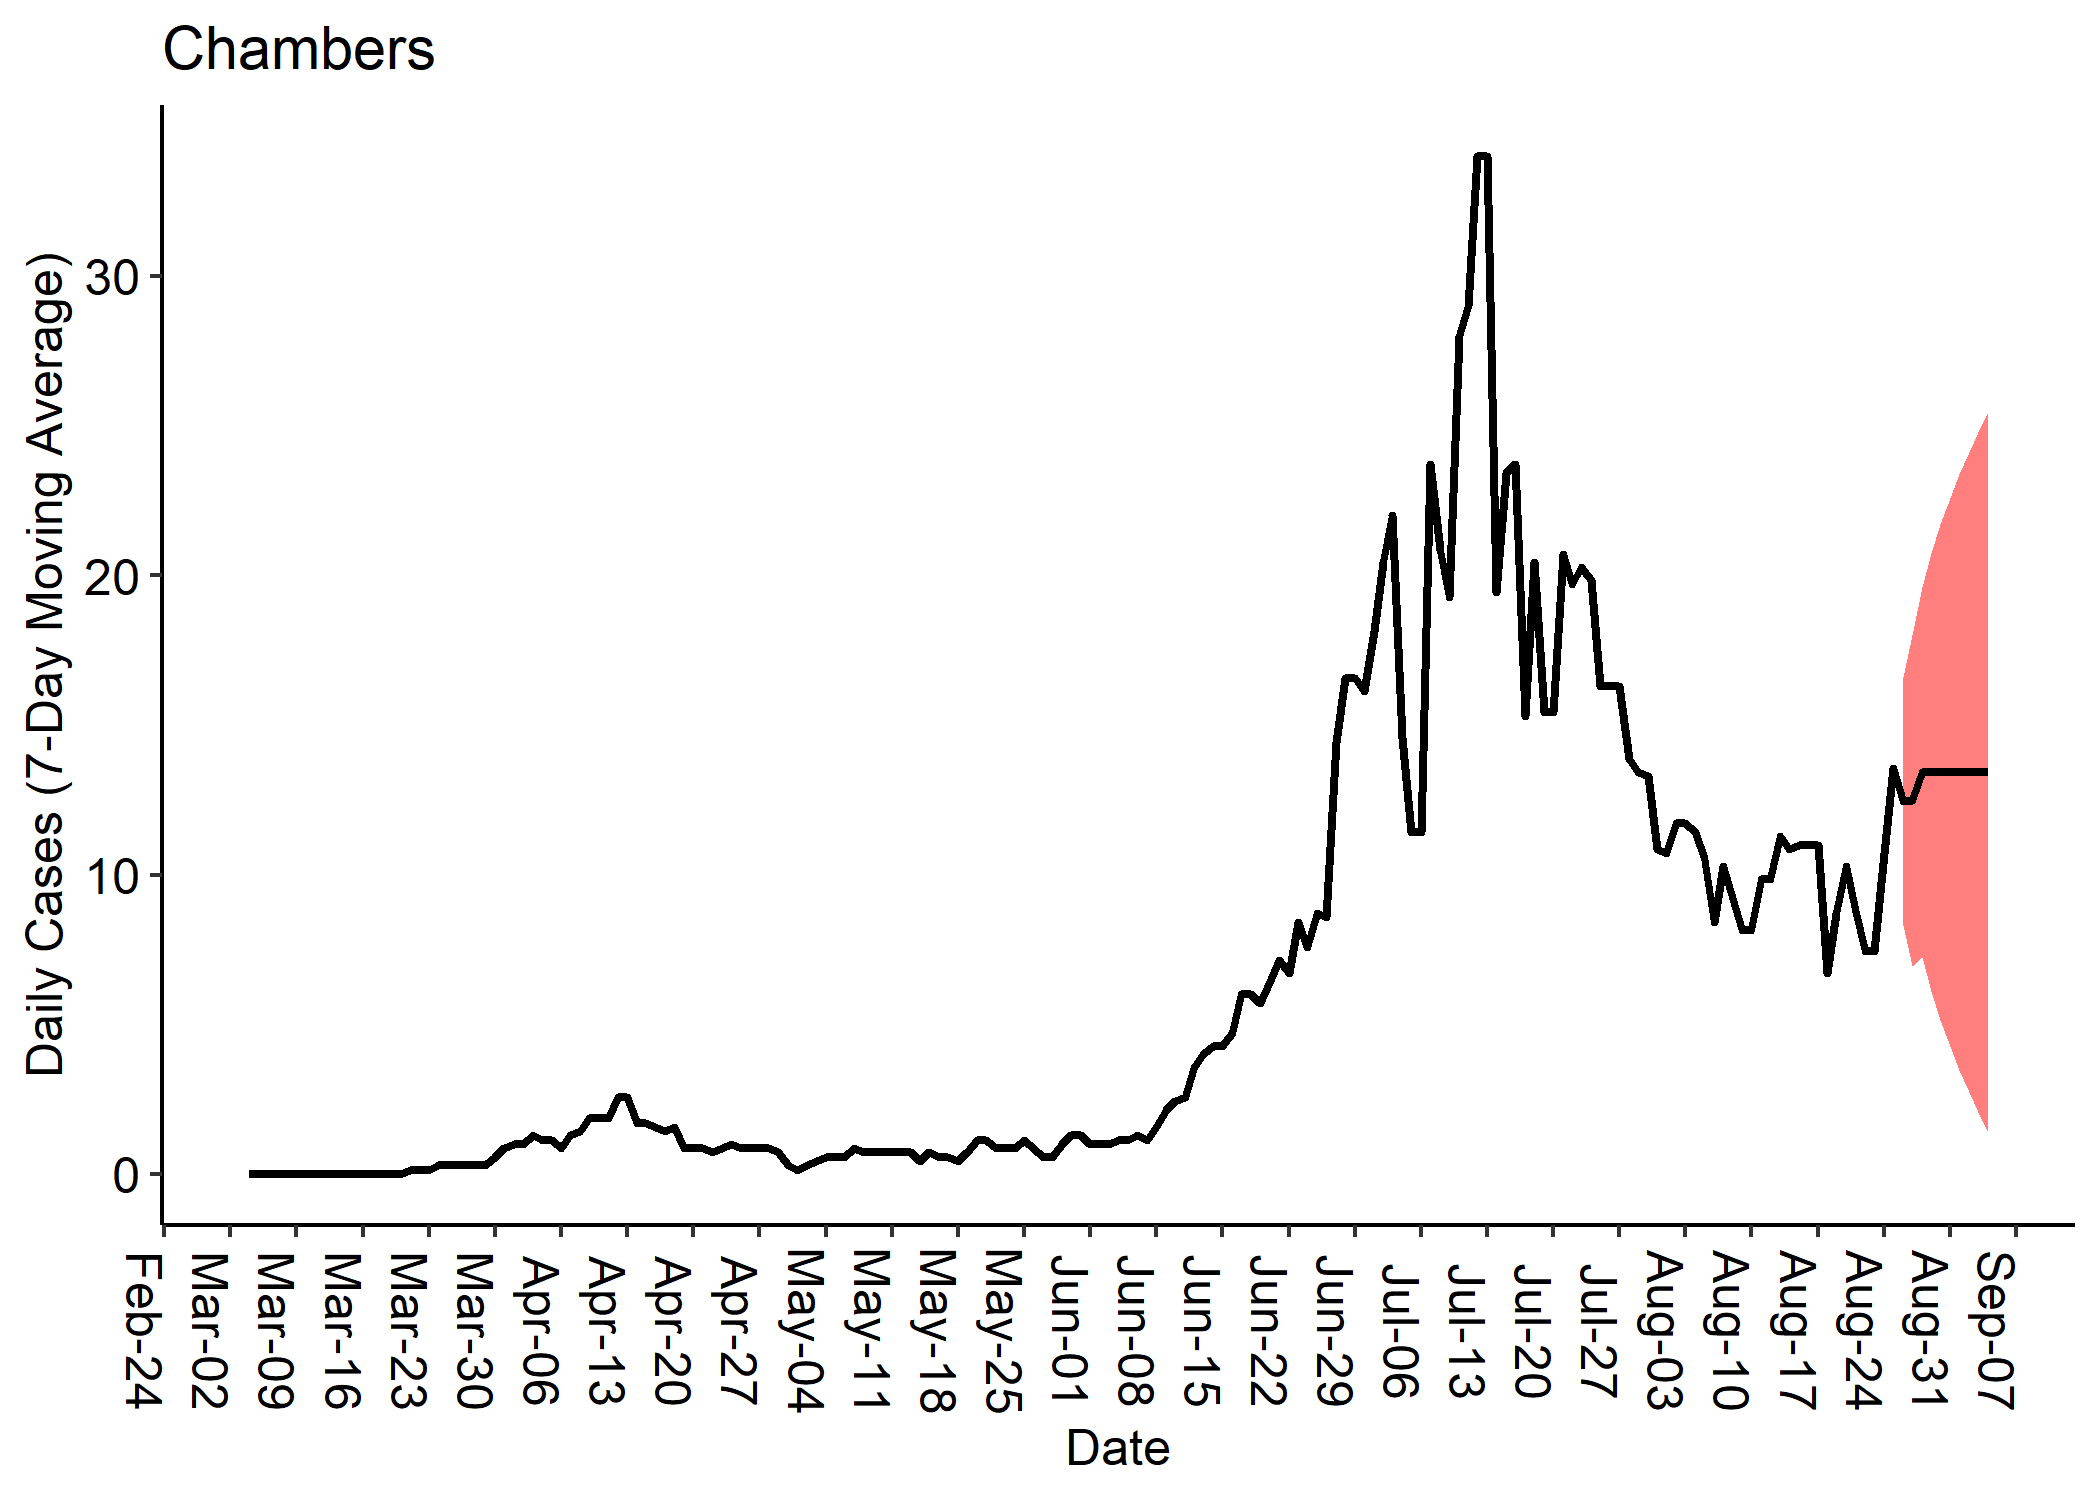 Chambers
Daily Cases (7-Day Moving Average)
30
20
10
0
Feb-24
Mar-02
Mar-09
Mar-16
Mar-23
Mar-30
Apr-06
Apr-13
Apr-20
Apr-27
May-04
May-11
May-18
May-25
Jun-01
Jun-08
Jun-15
Jun-22
Jun-29
Jul-06
Jul-13
Jul-20
Jul-27
Aug-03
Aug-10
Aug-17
Aug-24
Aug-31
Sep-07
Date